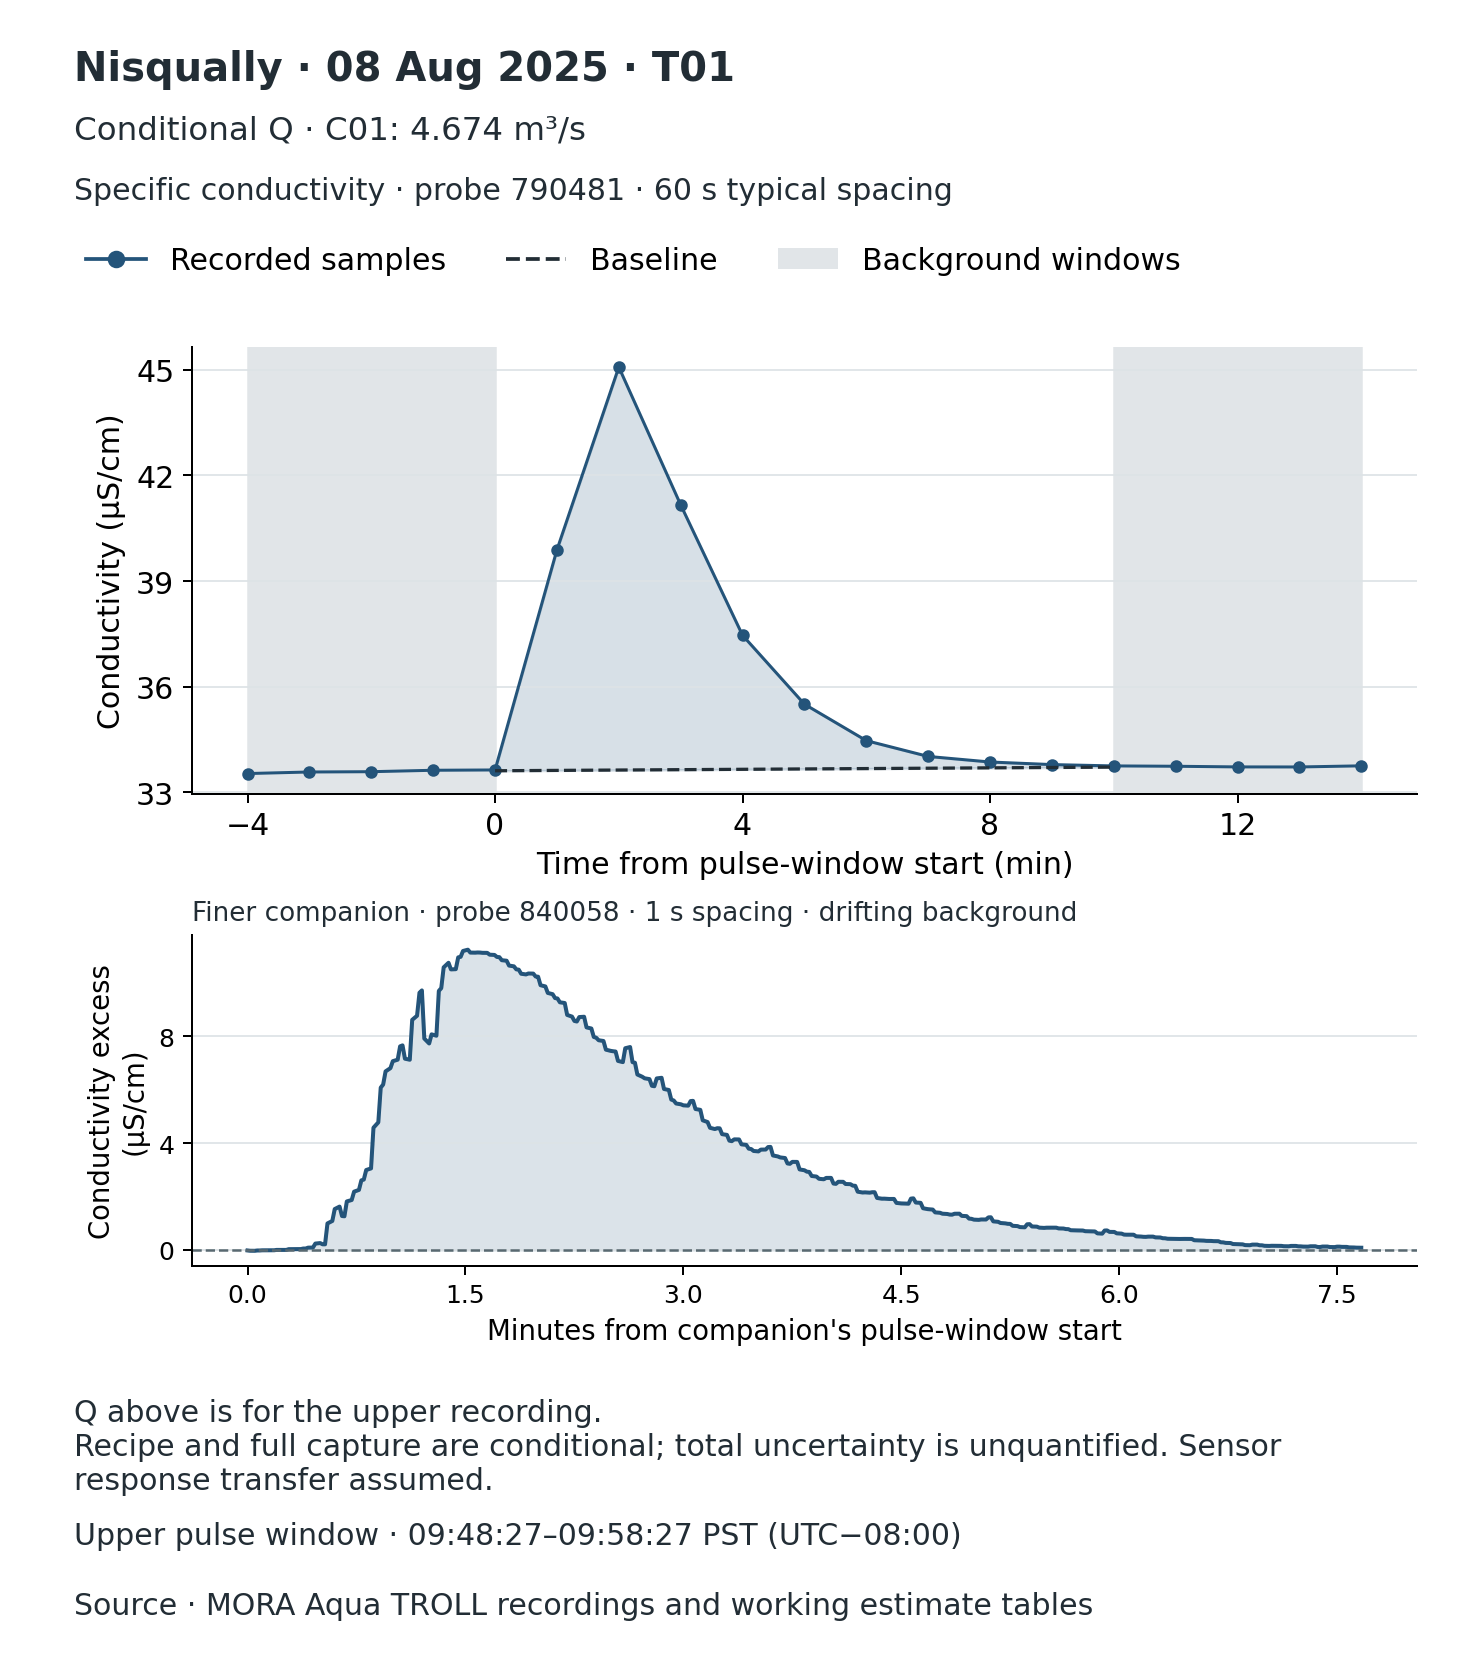 Nisqually · 08 Aug 2025 · T01
Conditional Q · C01: 4.674 m³/s
Specific conductivity · probe 790481 · 60 s typical spacing
Recorded samples
Baseline
Background windows
Conductivity (µS/cm)
45
42
39
36
33
−4
0
4
8
12
Time from pulse-window start (min)
Finer companion · probe 840058 · 1 s spacing · drifting background
Conductivity excess
(µS/cm)
8
4
0
0.0
1.5
3.0
4.5
6.0
7.5
Minutes from companion's pulse-window start
Q above is for the upper recording.
Recipe and full capture are conditional; total uncertainty is unquantified. Sensor
response transfer assumed.
Upper pulse window · 09:48:27–09:58:27 PST (UTC−08:00)
Source · MORA Aqua TROLL recordings and working estimate tables